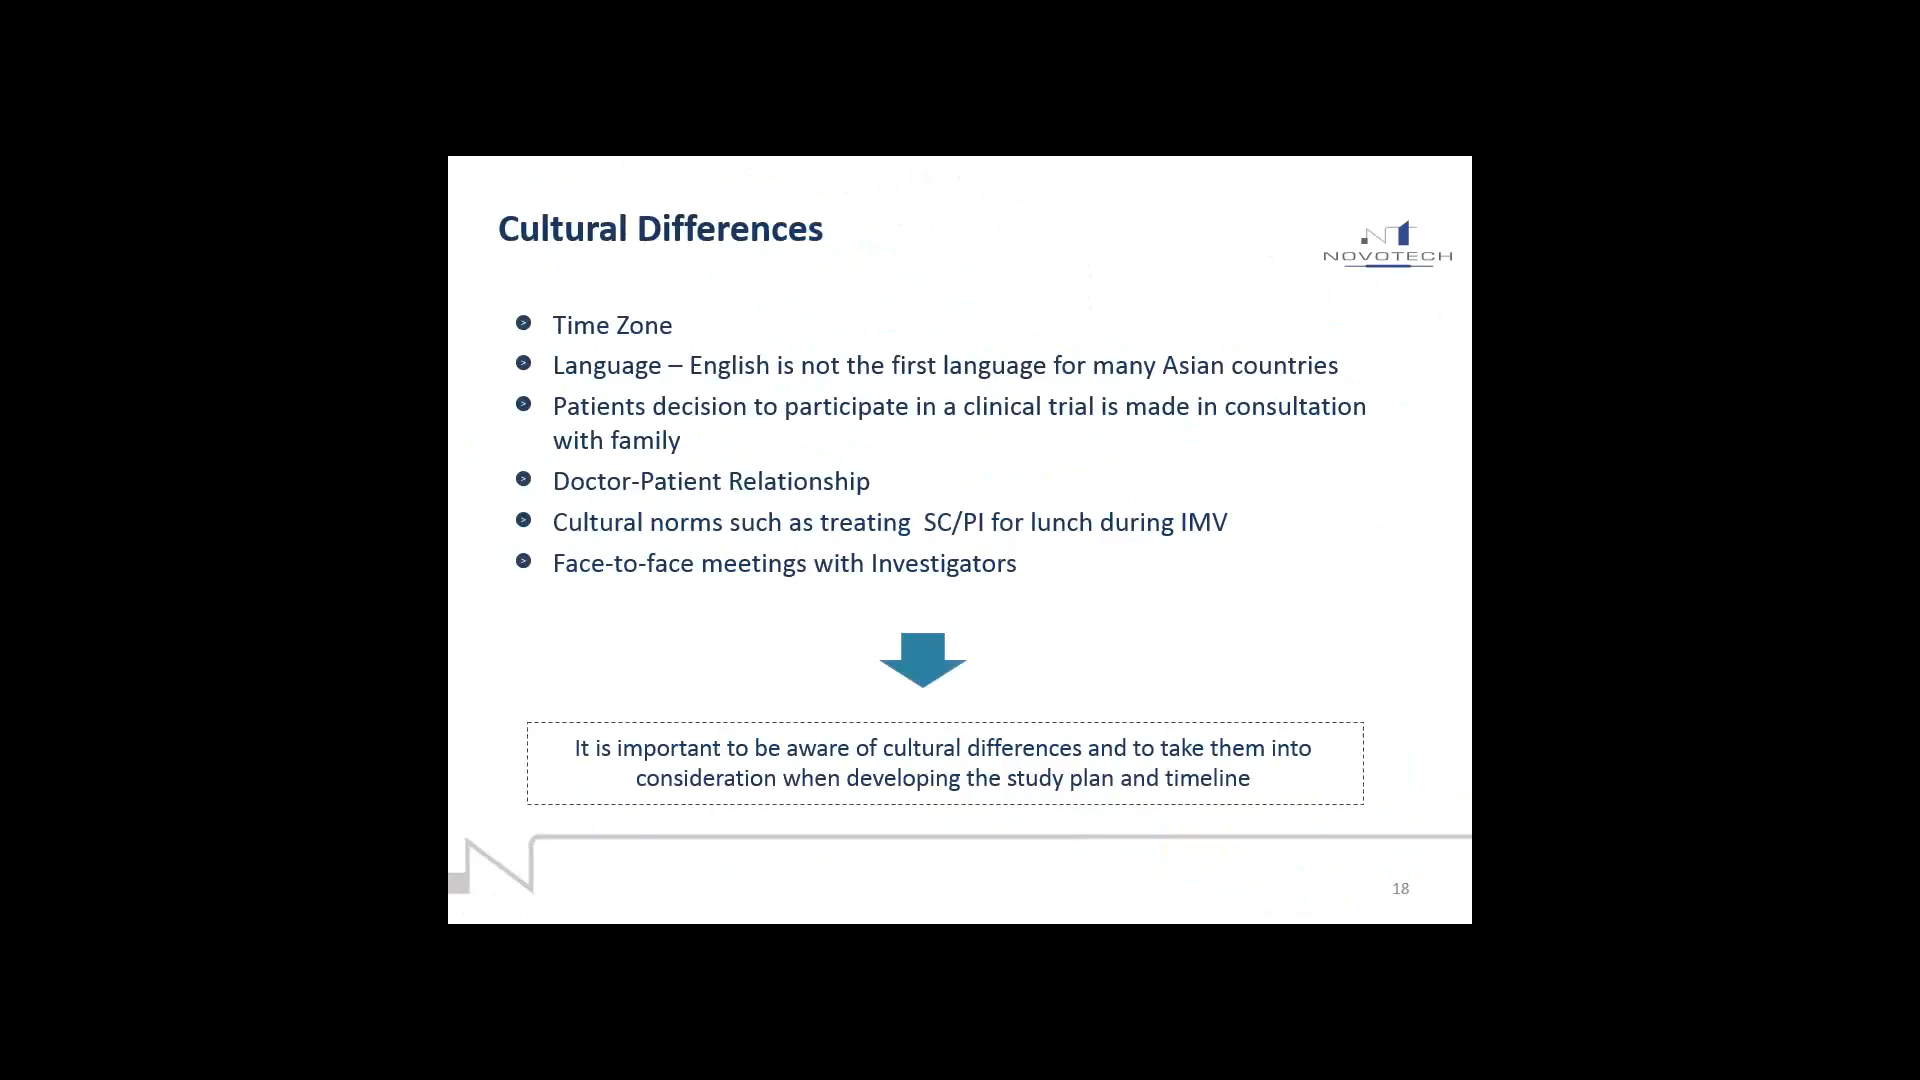 Cultural Differences
NOVOTECH
Time Zone
Language – English is not the first language for many Asian countries
Patients decision to participate in a clinical trial is made in consultation
with family
Doctor-Patient Relationship
Cultural norms such as treating  SC/PI for lunch during IMV
Face-to-face meetings with Investigators
It is important to be aware of cultural differences and to take them into
consideration when developing the study plan and timeline
18